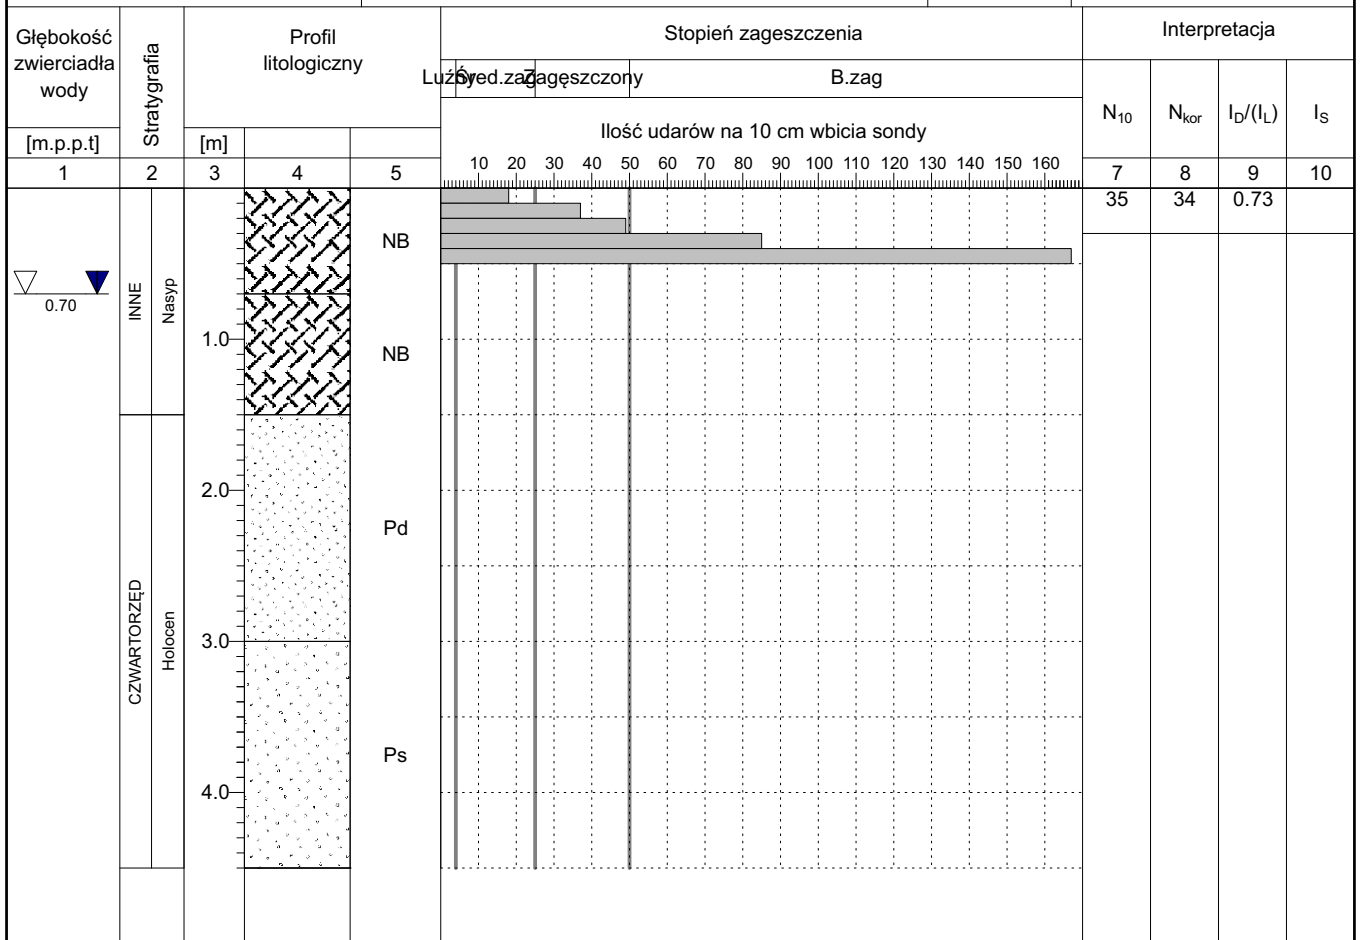 Głębokość
zwierciadła
wody
[m.p.p.t]
Stratygrafia
Profil
litologiczny
[m]
Stopień zageszczenia
Luźny
Śred.zag
Zagęszczony
B.zag
Ilość udarów na 10 cm wbicia sondy
10 20 30 40 50 60 70 80 90 100 110 120 130 140 150 160
Interpretacja
N10
Nkor
ID/(IL)
IS
1 2 3 4 5 7 8 9 10
35 34 0.73
NB
0.70
INNE
Nasyp
1.0
NB
2.0
Pd
CZWARTORZĘD
Holocen
3.0
Ps
4.0